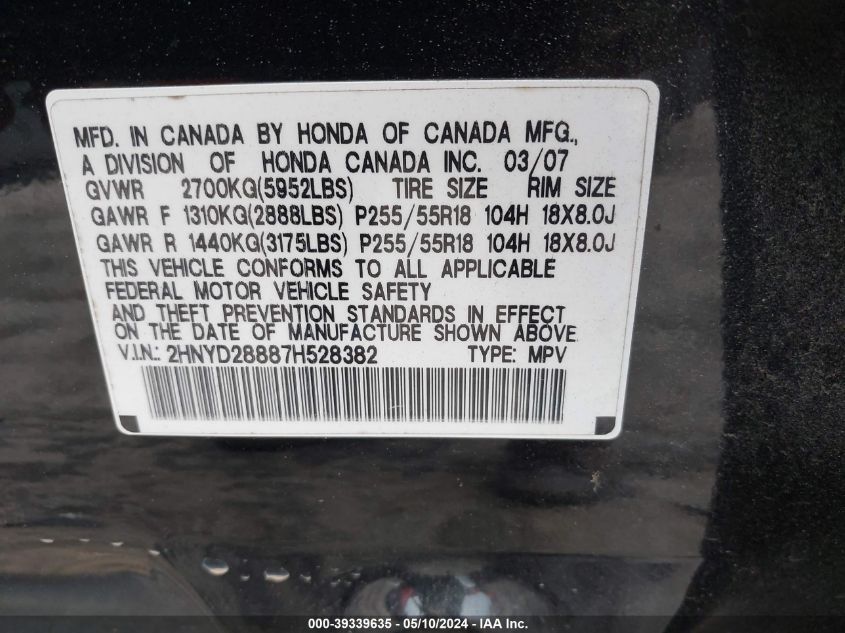 MFD. IN CANADA BY HONDA OF CANADA MFG.,
A DIVISION OF HONDA CANADA INC. 03/07
GVWR 2700KG(5952LBS) TIRE SIZE RIM SIZE
GAWR F 1310KG(2888LBS) P255/55R18 104H 18X8.0J
GAWR R 1440KG(3175LBS) P255/55R18 104H 18X8.0J
THIS VEHICLE CONFORMS TO ALL APPLICABLE
FEDERAL MOTOR VEHICLE SAFETY
AND THEFT PREVENTION STANDARDS IN EFFECT
ON THE DATE OF MANUFACTURE SHOWN ABOVE.
V.I.N.: 2HNYD28887H528382 TYPE: MPV
000-39339635 - 05/10/2024 - IAA Inc.